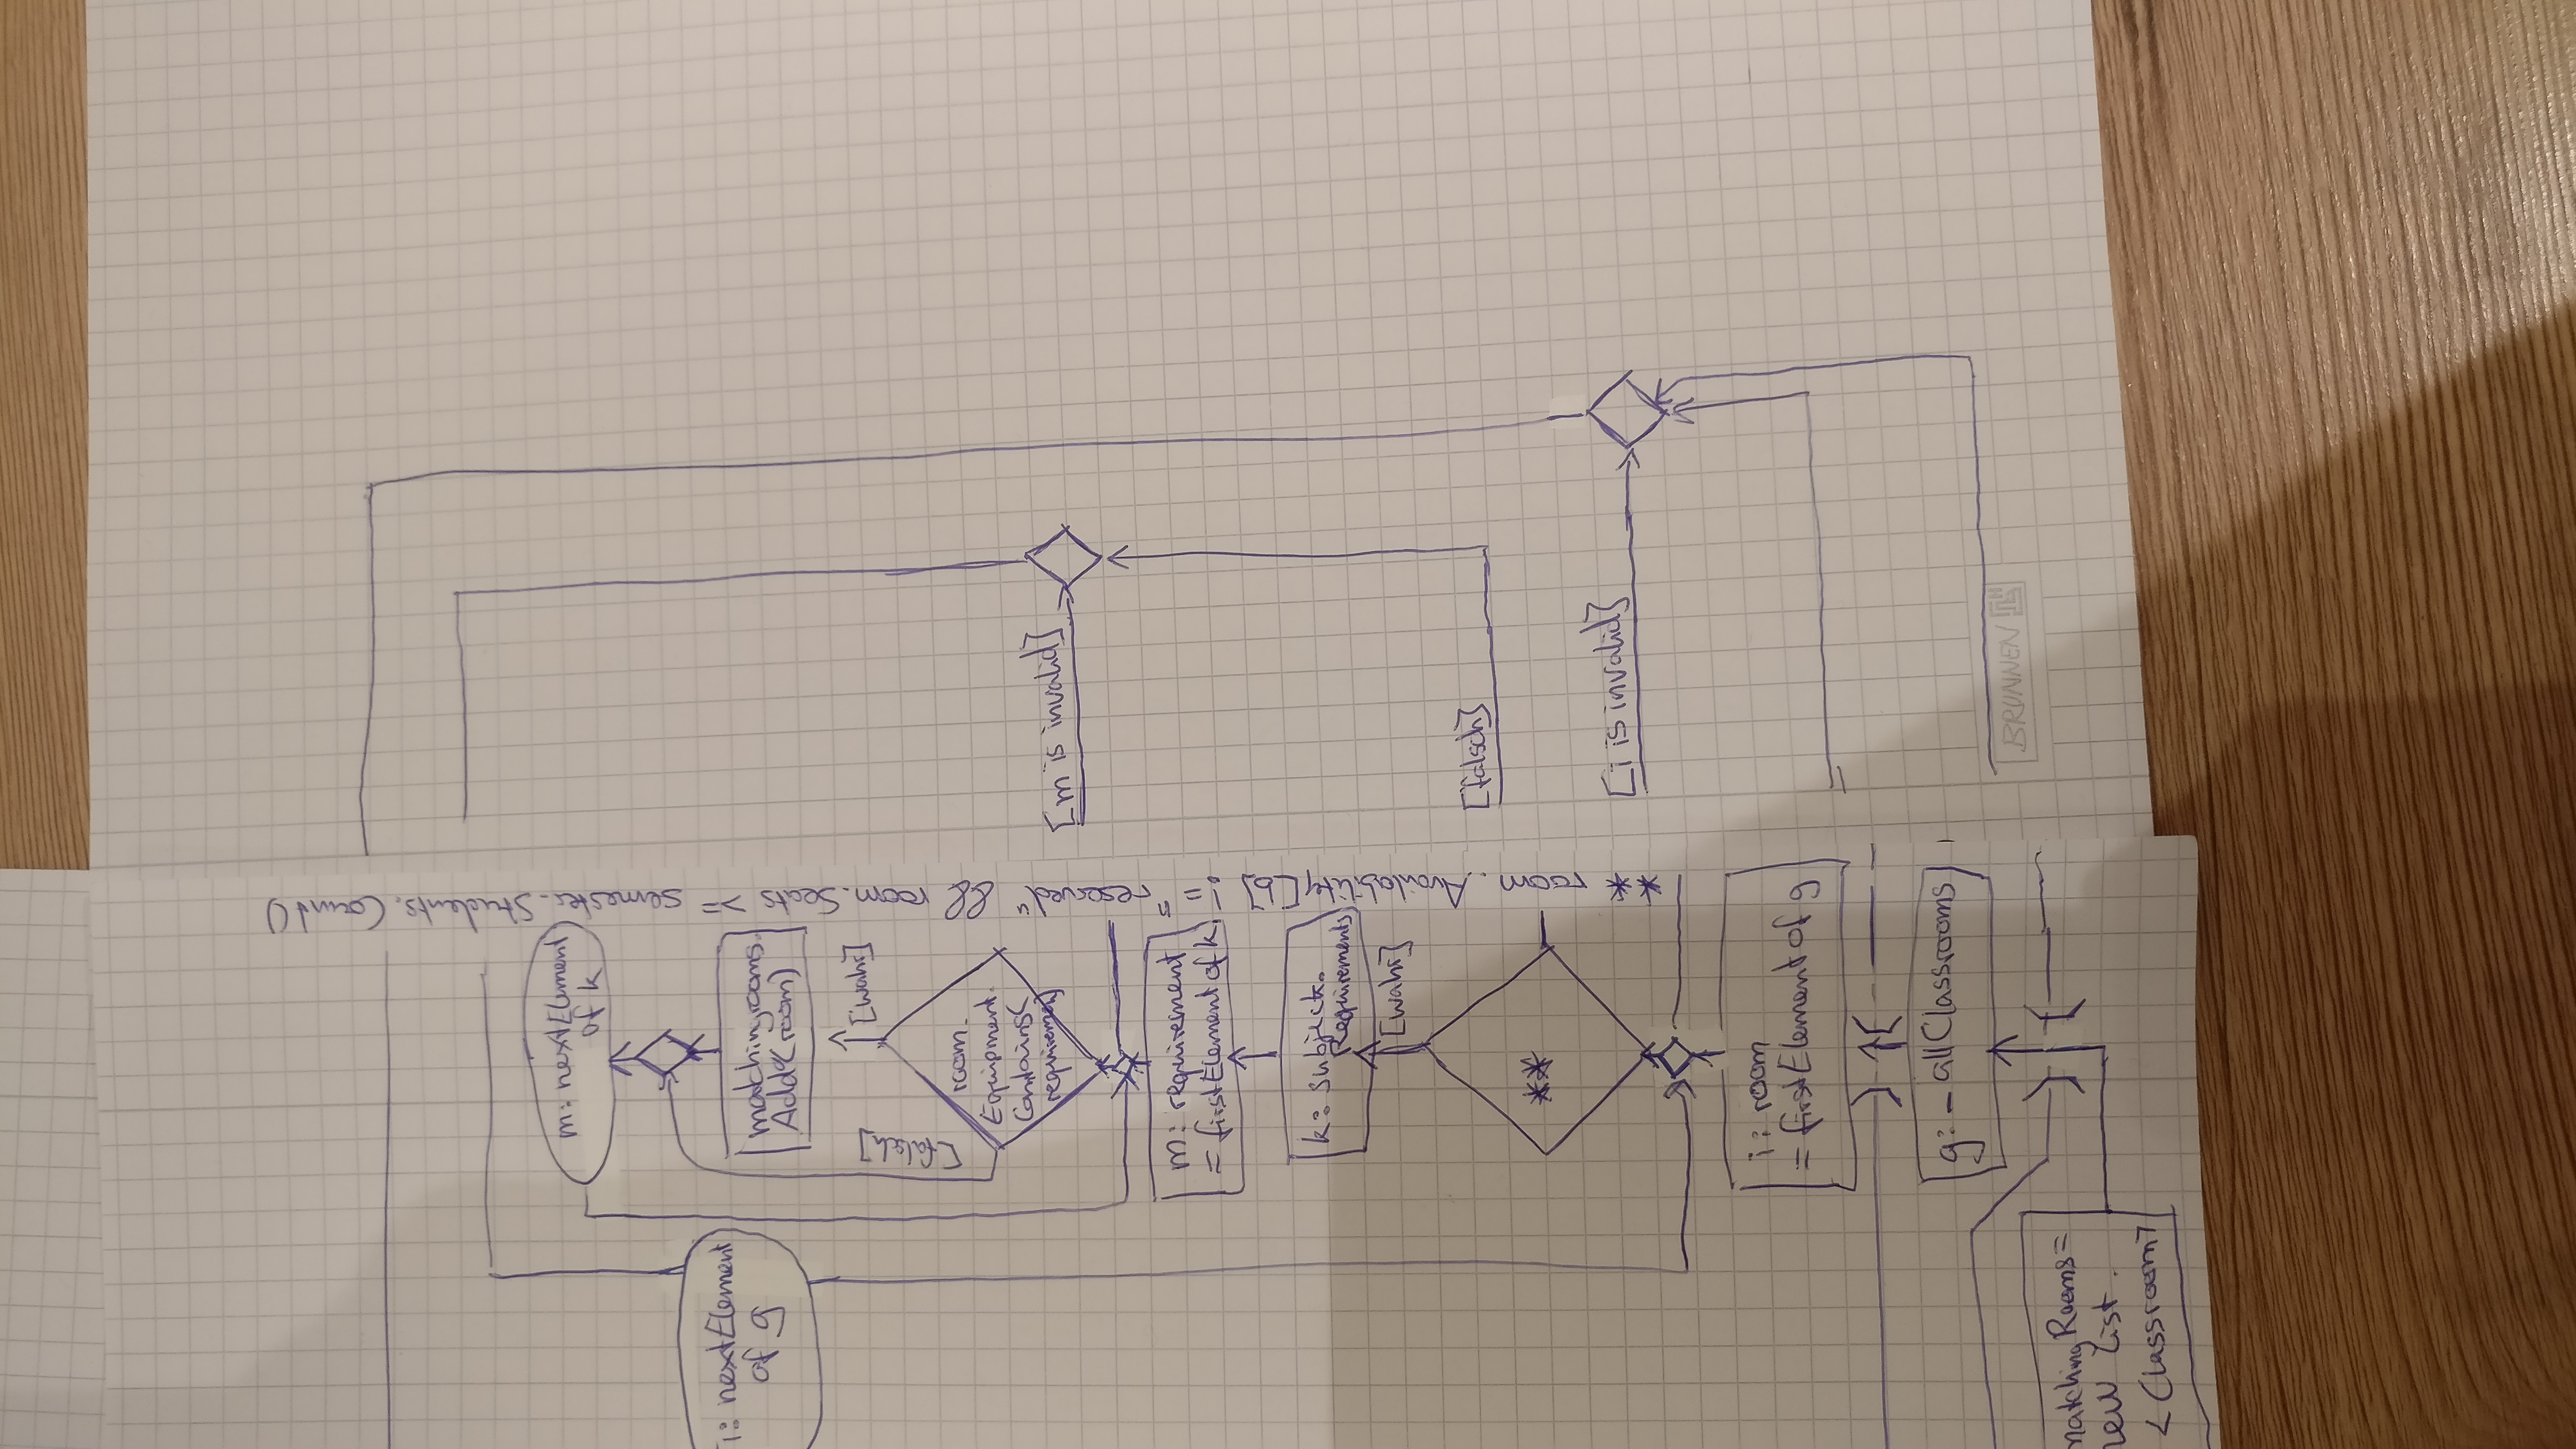 [m is invalid]
[falsch]
[i is invalid]
BRUNNEN
** room. Availability[b] != "reserved" && room.Seats >= semester.Students.Count()
matchingRooms=
new List.
<Classroom>
g:=allClassrooms
i:=room
=firstElement of g
**
[wahr]
k:=subject.
Requirements
m:=requirement
=firstElement of k
room.
Equipment.
Contains(
requirement)
[wahr]
[falsch]
matchingrooms.
Add(room)
m:=nextElement
of k
i:=nextElement
of g